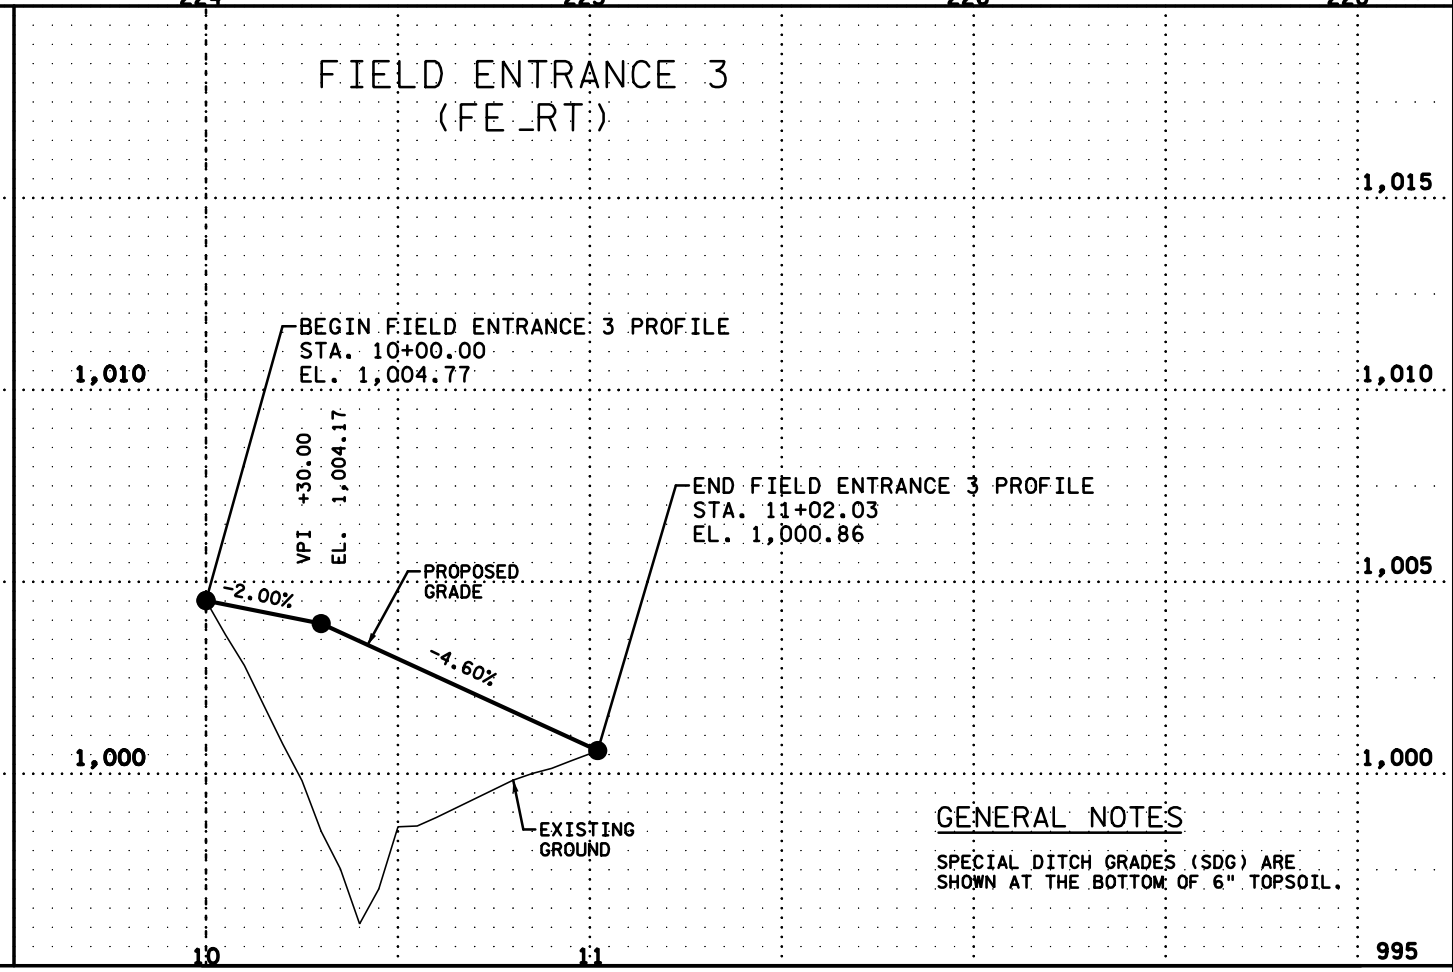 FIELD ENTRANCE 3
(FE_RT)
1,015
BEGIN FIELD ENTRANCE 3 PROFILE
STA. 10+00.00
EL. 1,004.77
1,010
1,010
VPI +30.00
EL. 1,004.17
END FIELD ENTRANCE 3 PROFILE
STA. 11+02.03
EL. 1,000.86
1,005
PROPOSED
GRADE
-2.00%
-4.60%
1,000
1,000
EXISTING
GROUND
GENERAL NOTES
SPECIAL DITCH GRADES (SDG) ARE
SHOWN AT THE BOTTOM OF 6" TOPSOIL.
10
11
995